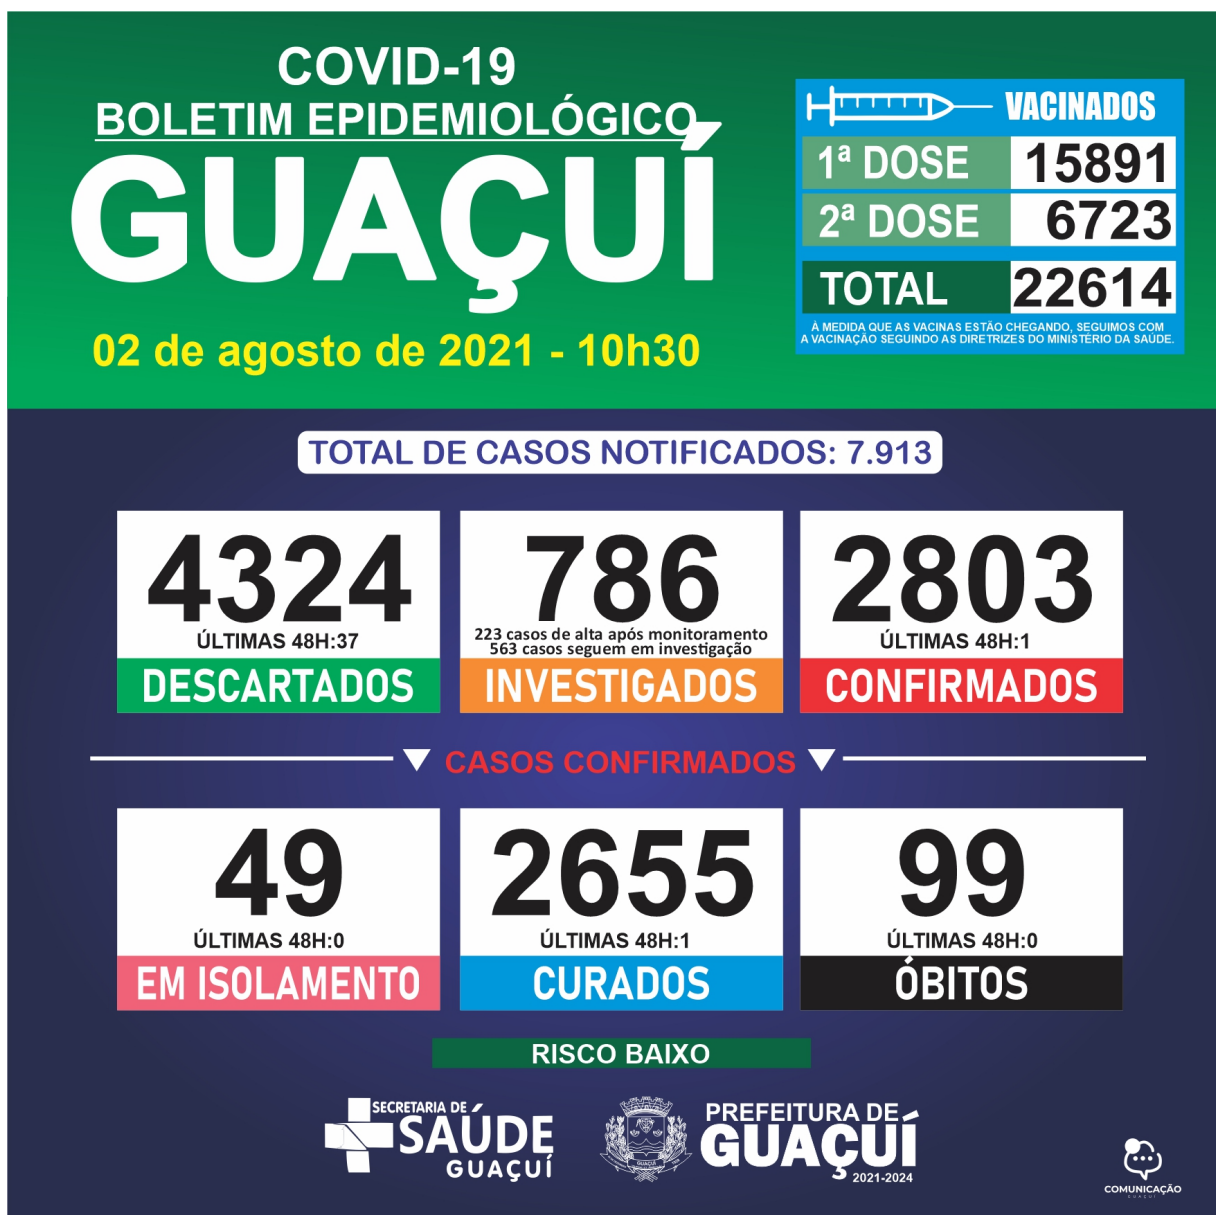 COVID-19
BOLETIM EPIDEMIOLÓGICO
GUAÇUÍ
02 de agosto de 2021 - 10h30
VACINADOS
1ª DOSE 15891
2ª DOSE 6723
TOTAL 22614
À MEDIDA QUE AS VACINAS ESTÃO CHEGANDO, SEGUIMOS COM
A VACINAÇÃO SEGUINDO AS DIRETRIZES DO MINISTÉRIO DA SAÚDE.
TOTAL DE CASOS NOTIFICADOS: 7.913
4324
ÚLTIMAS 48H:37
DESCARTADOS
786
223 casos de alta após monitoramento
563 casos seguem em investigação
INVESTIGADOS
2803
ÚLTIMAS 48H:1
CONFIRMADOS
CASOS CONFIRMADOS
49
ÚLTIMAS 48H:0
EM ISOLAMENTO
2655
ÚLTIMAS 48H:1
CURADOS
99
ÚLTIMAS 48H:0
ÓBITOS
RISCO BAIXO
SECRETARIA DE
SAÚDE
GUAÇUÍ
GUAÇUÍ
PREFEITURA DE
GUAÇUÍ
2021-2024
COMUNICAÇÃO
GUAÇUÍ